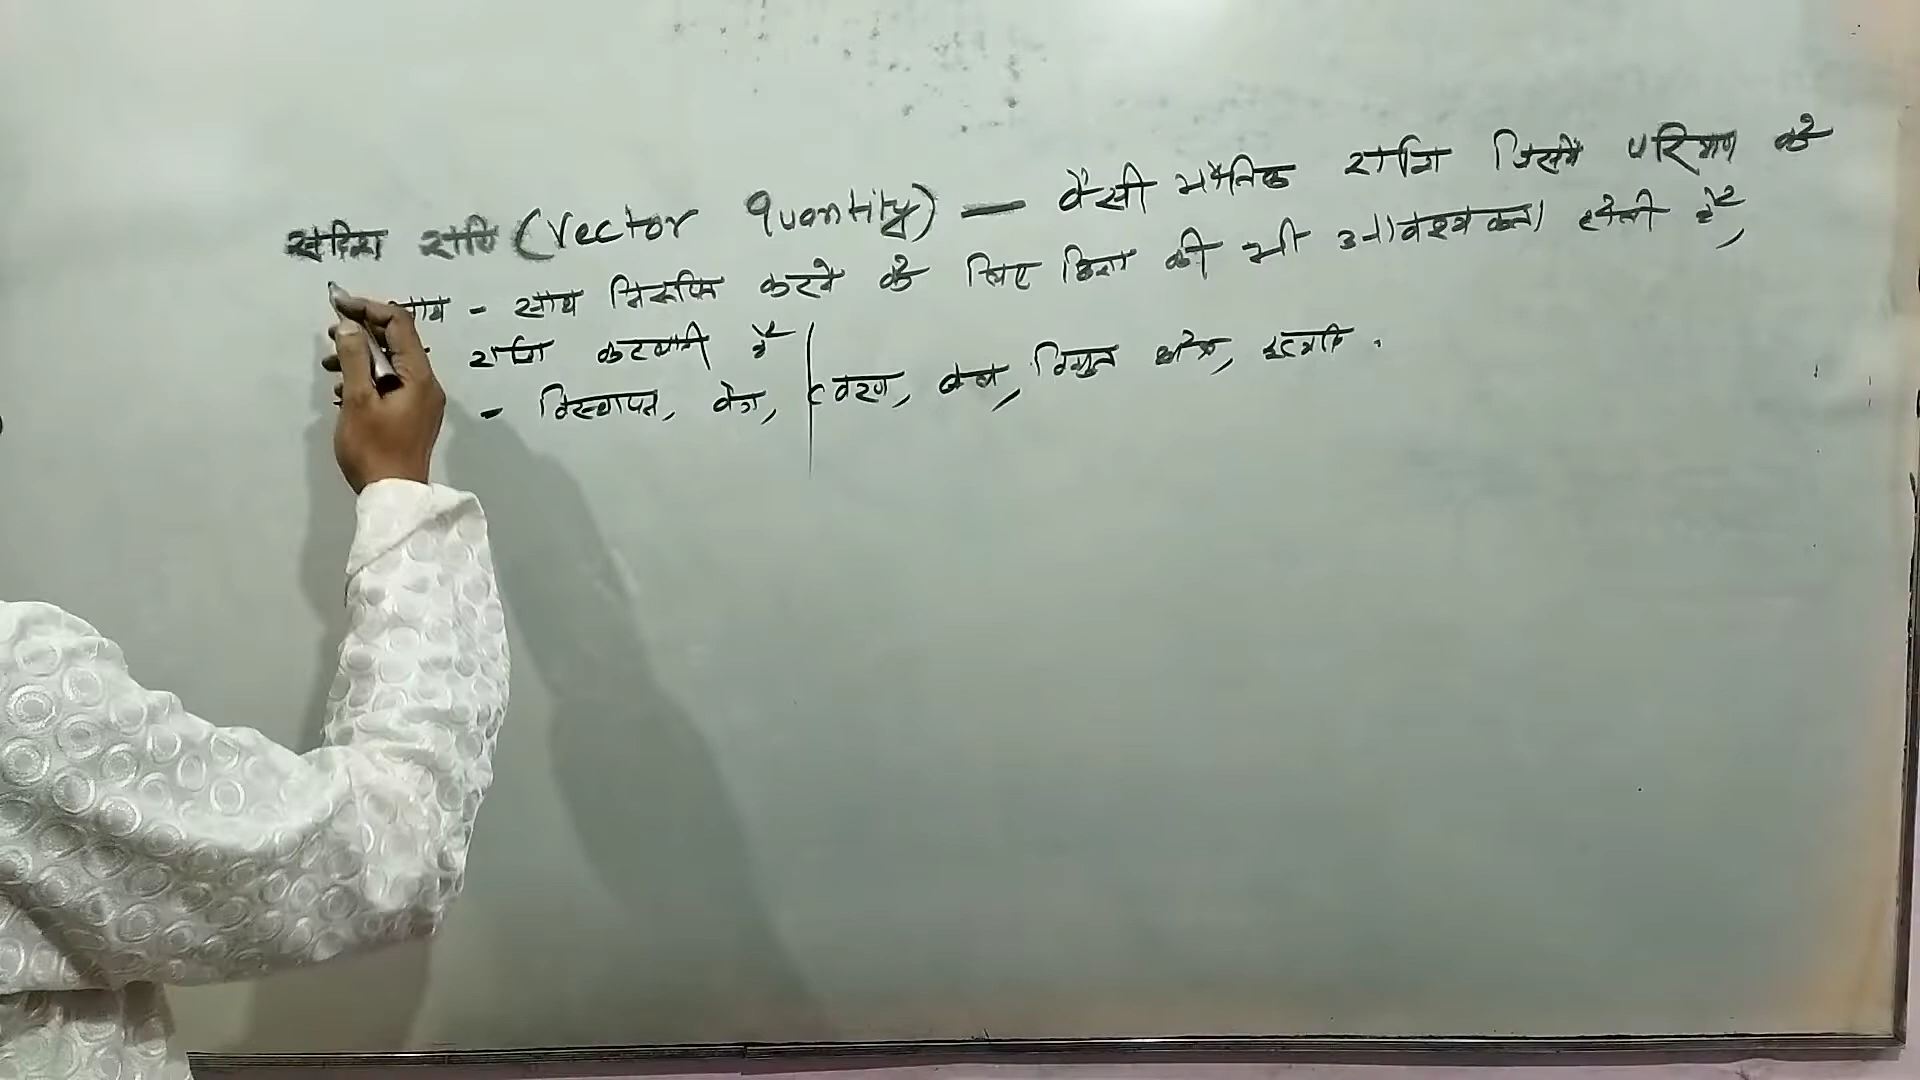 सदिश राशि (Vector Quantity) — वैसी भौतिक राशि जिसमें परिमाण के
साथ - साथ निरूपित करने के लिए दिशा की भी आवश्यकता होती है,
राशि कहलाती है
- विस्थापन, वेग, त्वरण, बल, विद्युत क्षेत्र, इत्यादि .